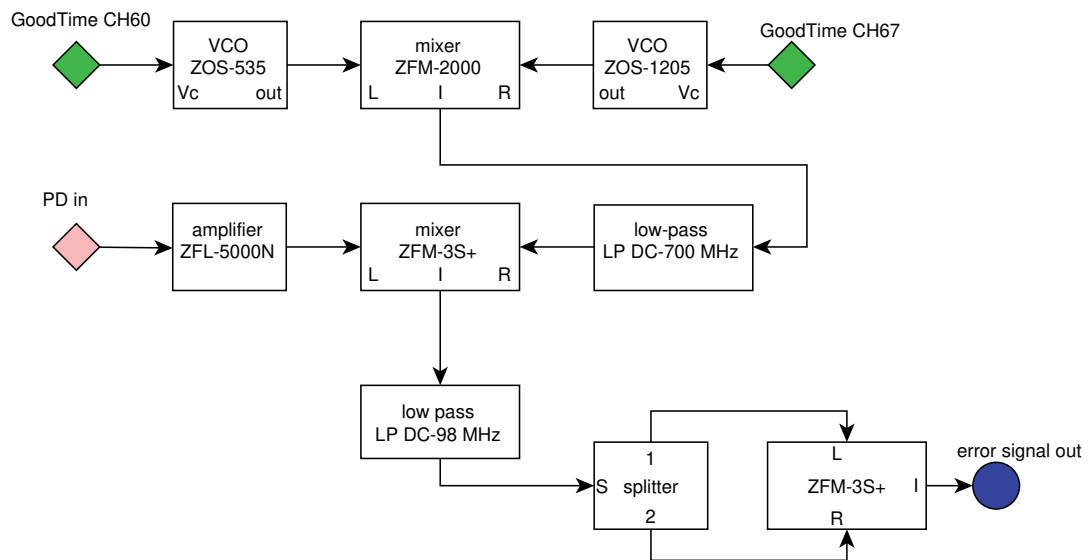 GoodTime CH60
GoodTime CH67
VCO
ZOS-535
Vc out
mixer
ZFM-2000
L I R
VCO
ZOS-1205
out Vc
PD in
amplifier
ZFL-5000N
mixer
ZFM-3S+
L I R
low-pass
LP DC-700 MHz
low pass
LP DC-98 MHz
1
S splitter
2
L
ZFM-3S+ I
R
error signal out